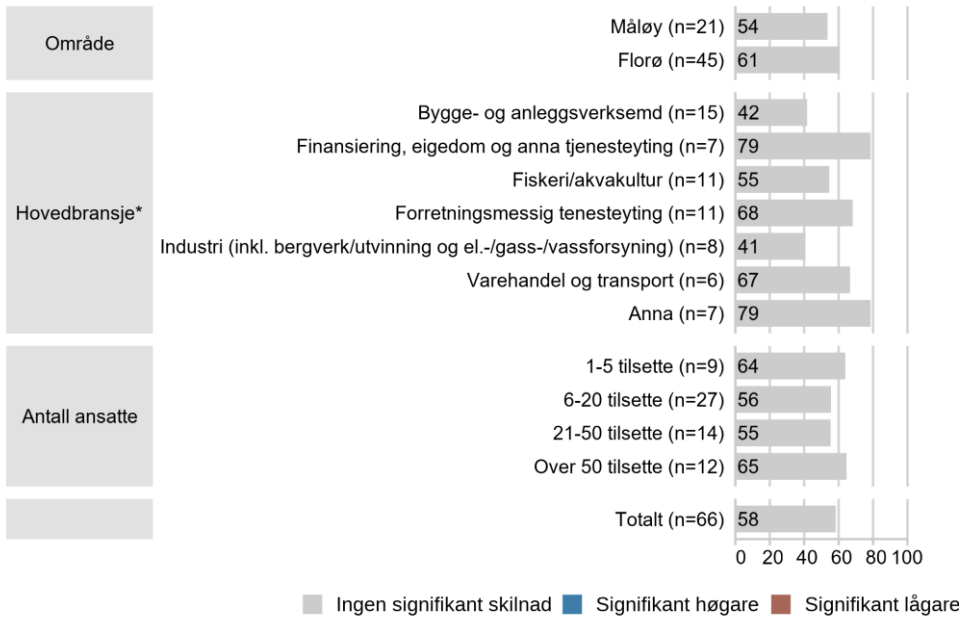 Område
Måløy (n=21) 54
Florø (n=45) 61
Hovedbransje*
Bygge- og anleggsverksemd (n=15) 42
Finansiering, eigedom og anna tjenesteyting (n=7) 79
Fiskeri/akvakultur (n=11) 55
Forretningsmessig tenesteyting (n=11) 68
Industri (inkl. bergverk/utvinning og el.-/gass-/vassforsyning) (n=8) 41
Varehandel og transport (n=6) 67
Anna (n=7) 79
Antall ansatte
1-5 tilsette (n=9) 64
6-20 tilsette (n=27) 56
21-50 tilsette (n=14) 55
Over 50 tilsette (n=12) 65
Totalt (n=66) 58
0 20 40 60 80 100
Ingen signifikant skilnad Signifikant høgare Signifikant lågare